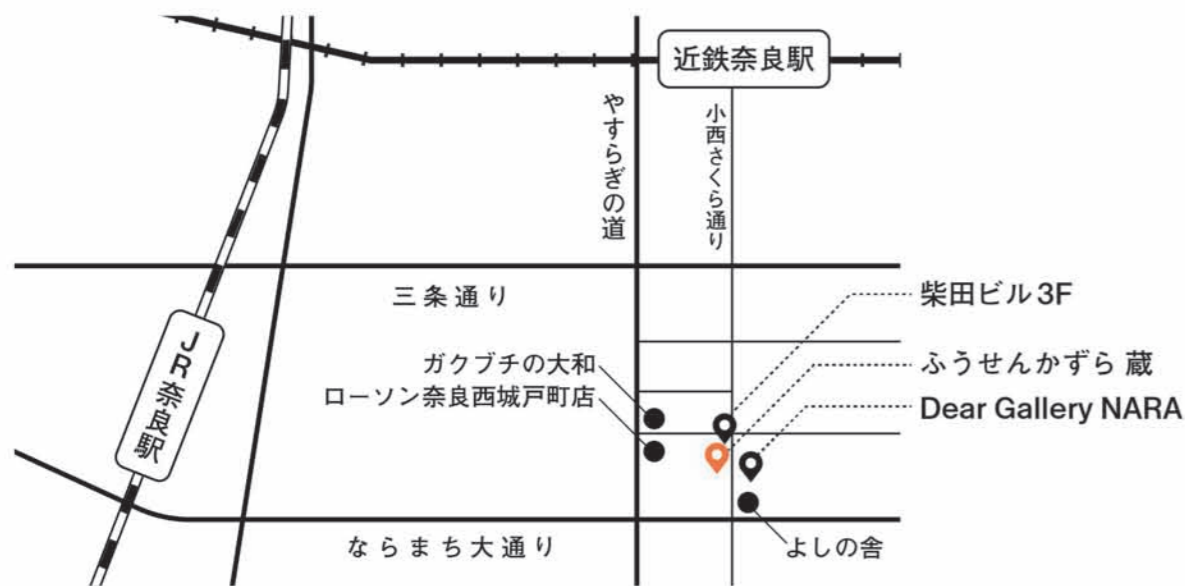 近鉄奈良駅
やすらぎの道
小西さくら通り
三条通り
柴田ビル3F
ガクブチの大和
ふうせんかずら 蔵
ローソン奈良西城戸町店
Dear Gallery NARA
JR奈良駅
ならまち大通り
よしの舎